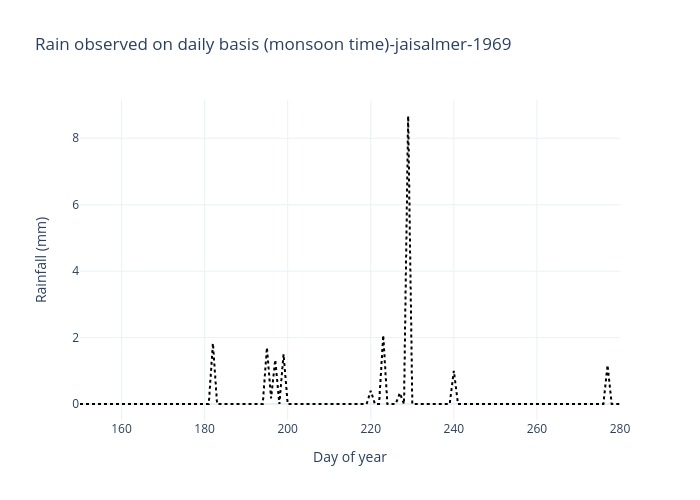 Rain observed on daily basis (monsoon time)-jaisalmer-1969
8
6
4
2
0
Rainfall (mm)
160 180 200 220 240 260 280
Day of year